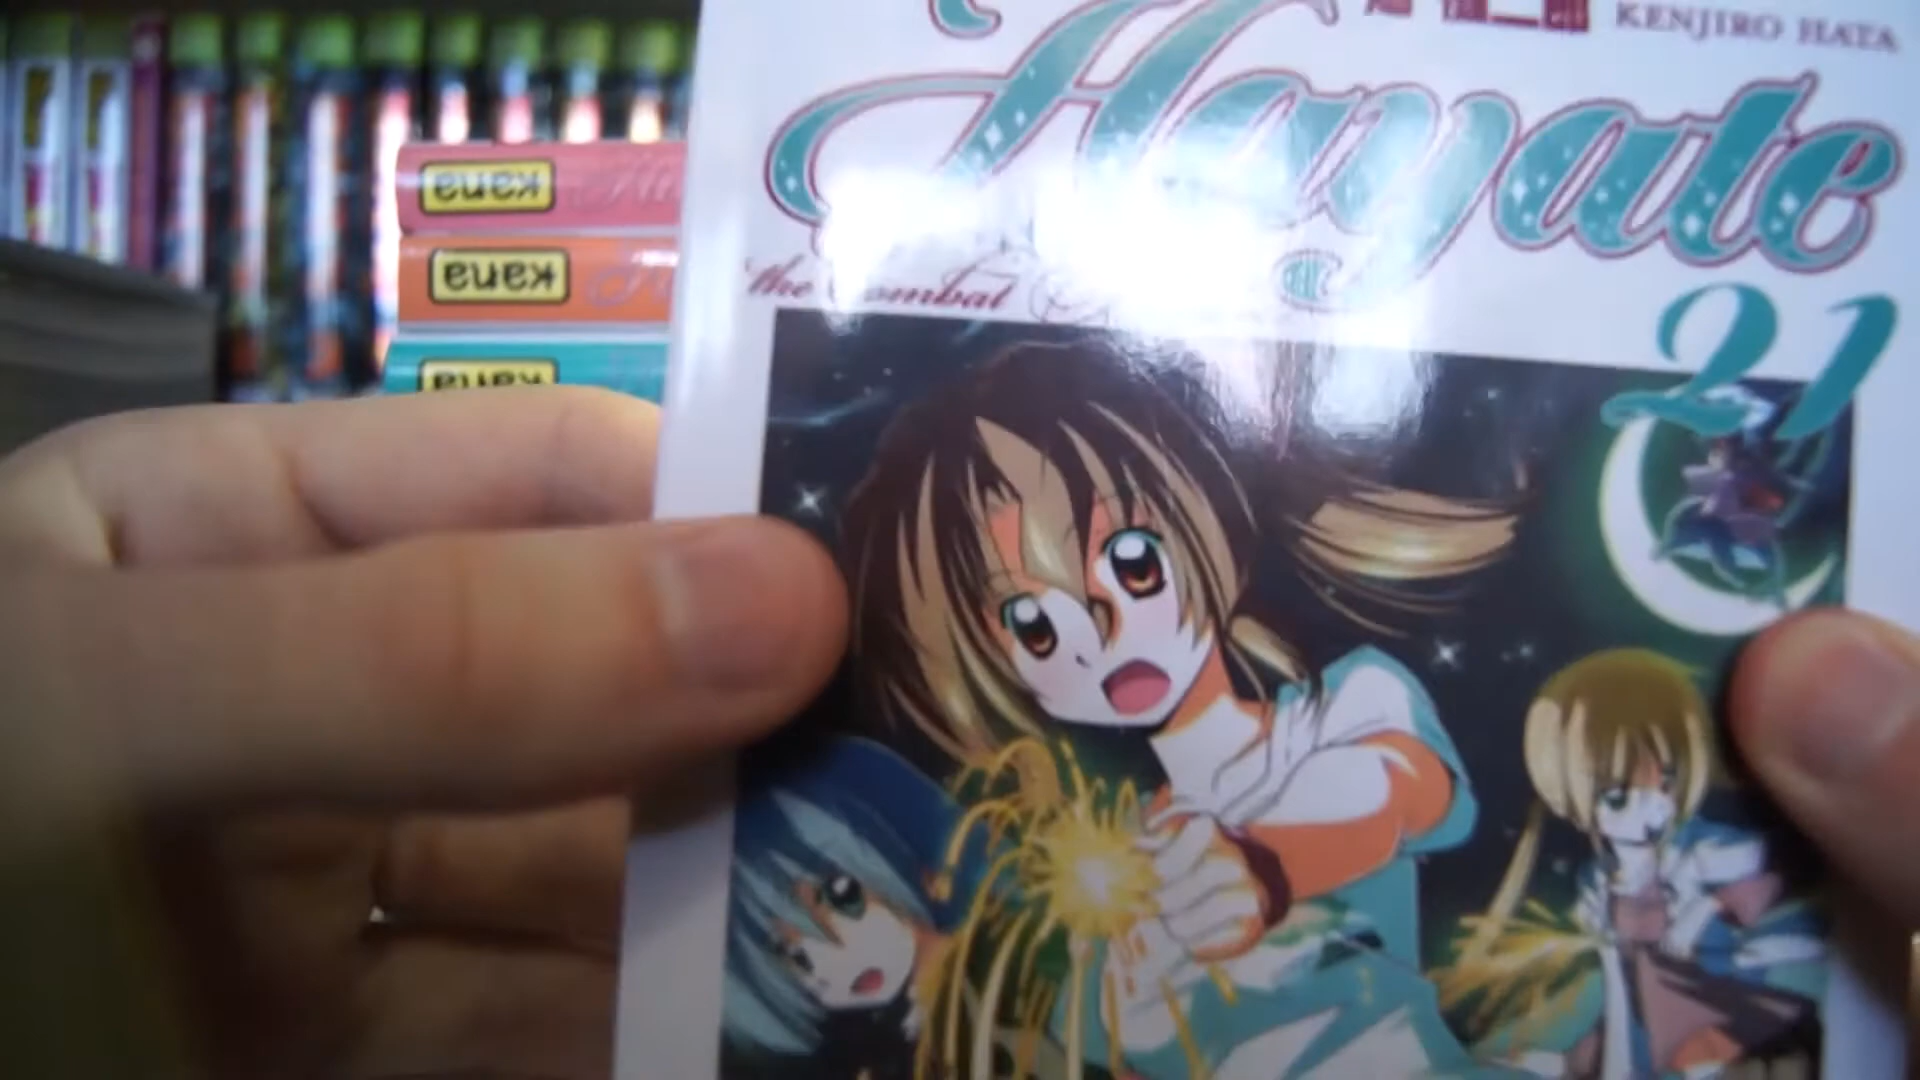 KENJIRO HATA
Hayate
the Combat
21
kana
kana
kana